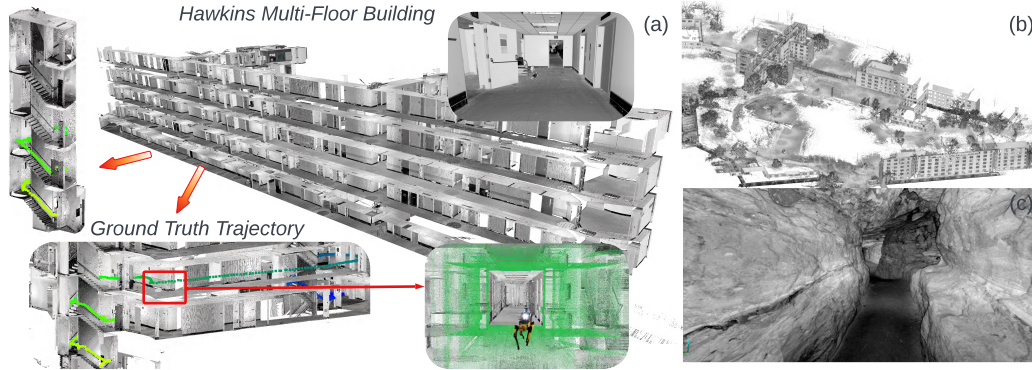 Hawkins Multi-Floor Building
(a)
(b)
Ground Truth Trajectory
(c)